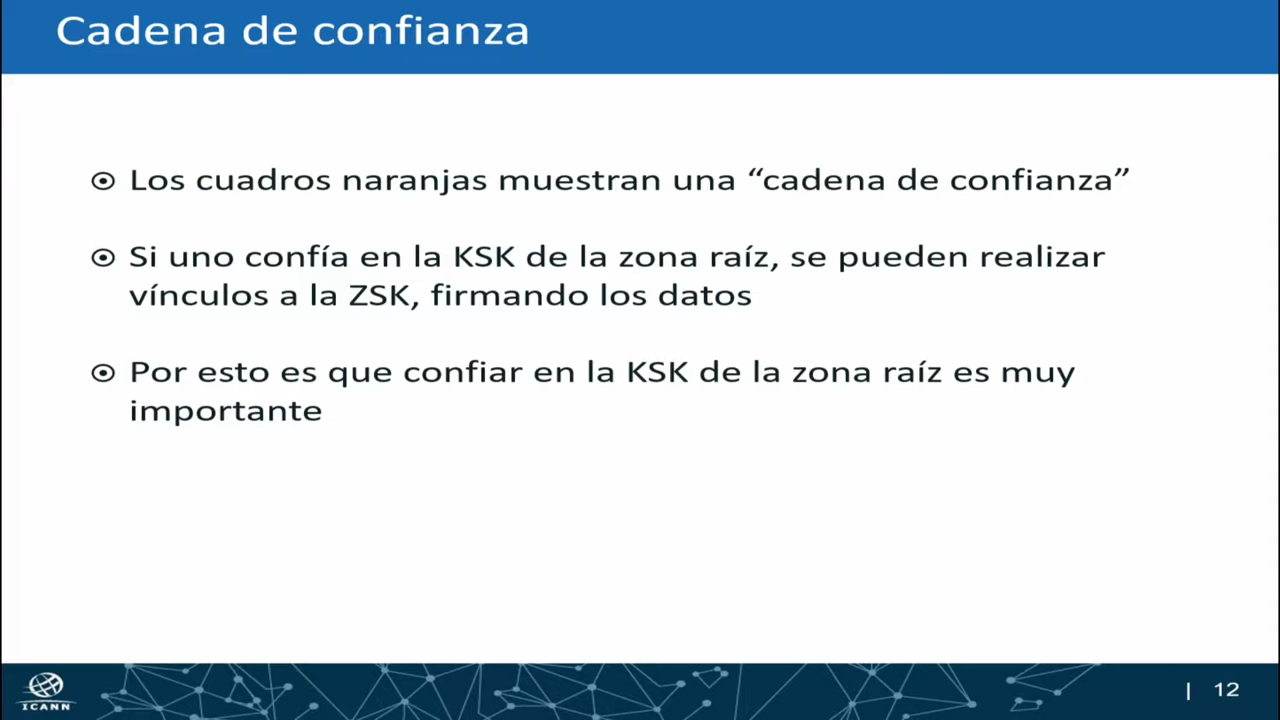 Cadena de confianza
Los cuadros naranjas muestran una “cadena de confianza”
Si uno confía en la KSK de la zona raíz, se pueden realizar
vínculos a la ZSK, firmando los datos
Por esto es que confiar en la KSK de la zona raíz es muy
importante
ICANN
| 12